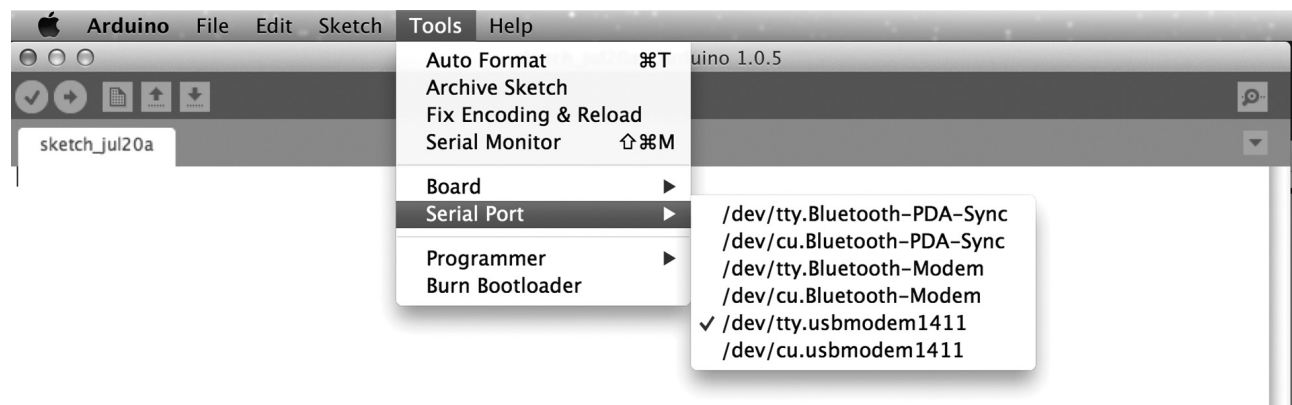 Arduino File Edit Sketch Tools Help
uino 1.0.5
Auto Format ⌘T
Archive Sketch
Fix Encoding & Reload
Serial Monitor ⇧⌘M
sketch_jul20a
Board ▶
Serial Port ▶
Programmer ▶
Burn Bootloader
/dev/tty.Bluetooth-PDA-Sync
/dev/cu.Bluetooth-PDA-Sync
/dev/tty.Bluetooth-Modem
/dev/cu.Bluetooth-Modem
✓ /dev/tty.usbmodem1411
/dev/cu.usbmodem1411